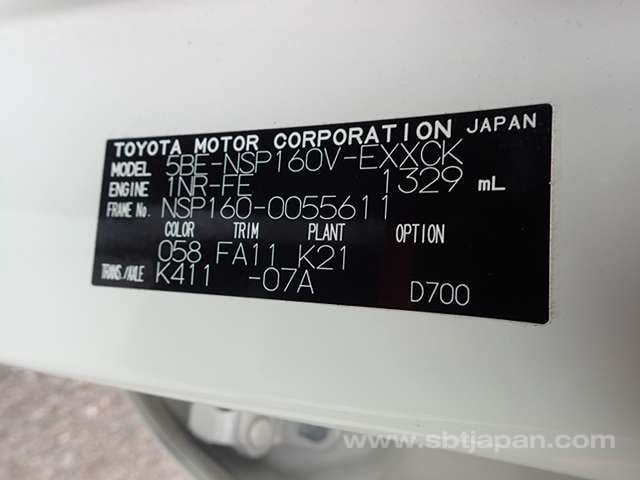 TOYOTA MOTOR CORPORATION JAPAN
MODEL 5BE-NSP160V-EXXCK
ENGINE 1NR-FE 1329 mL
FRAME No. NSP160-0055611
COLOR TRIM PLANT OPTION
058 FA11 K21
TRANS./AXLE K411 -07A D700
www.sbtjapan.com